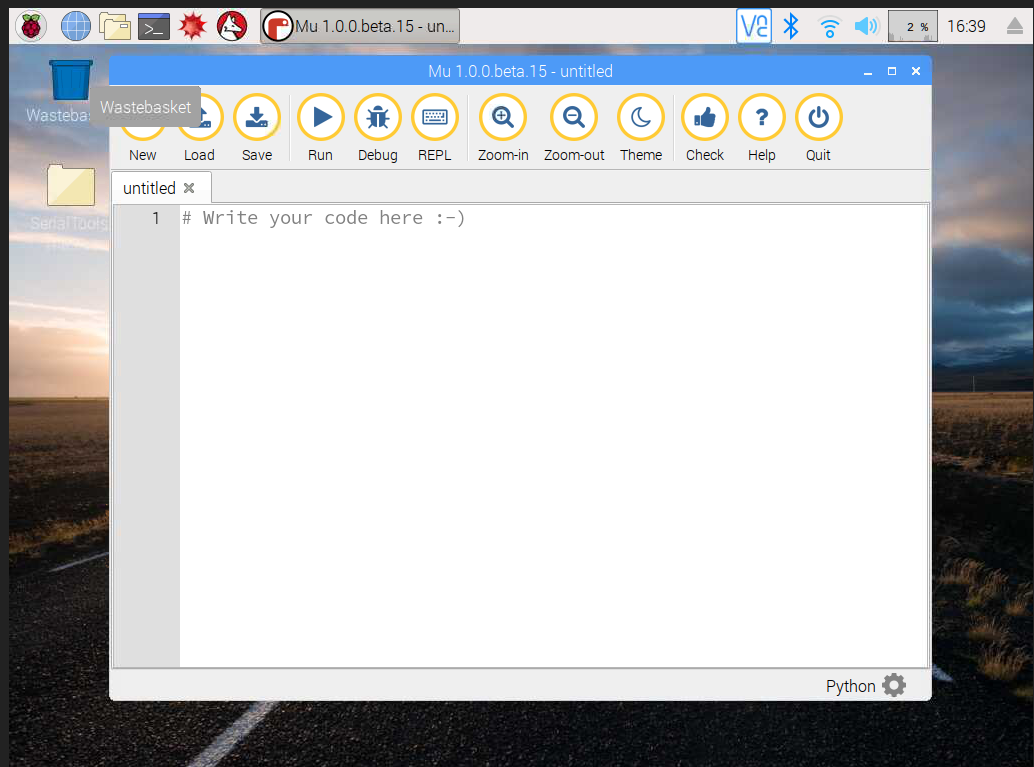 Mu 1.0.0.beta.15 - un...
2 %
16:39
Mu 1.0.0.beta.15 - untitled
Wasteba
Wastebasket
New Load Save Run Debug REPL Zoom-in Zoom-out Theme Check Help Quit
untitled
1 # Write your code here :-)
SerialTools
Python